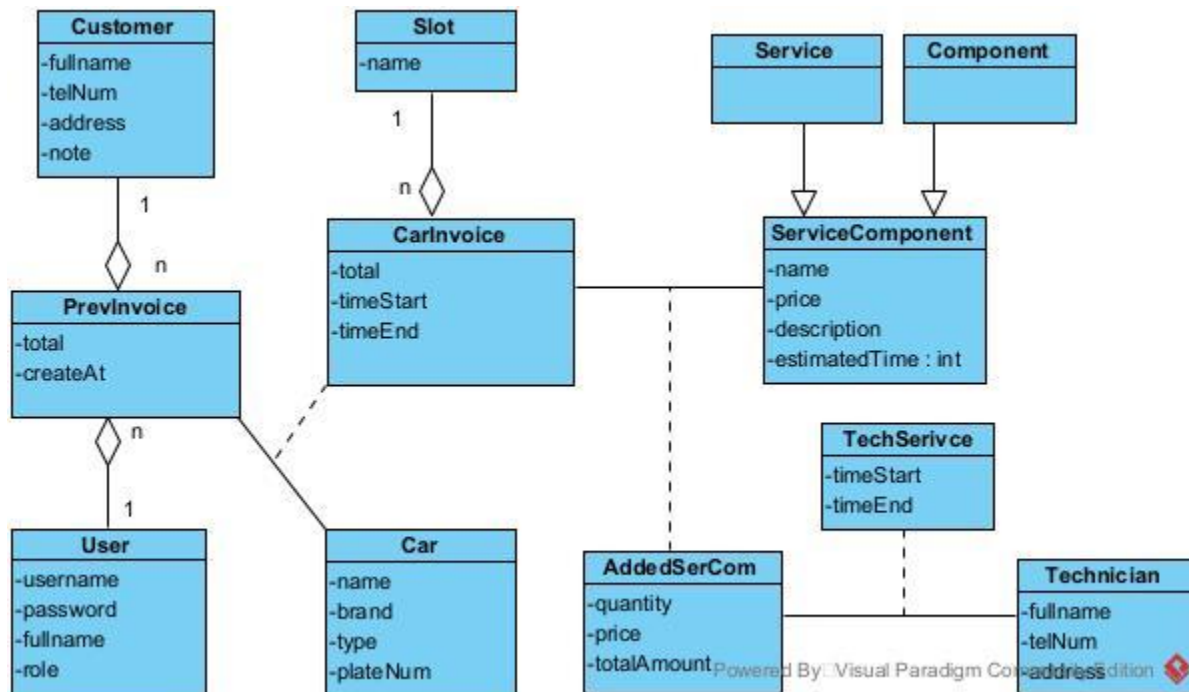 Customer
-fullname
-telNum
-address
-note
Slot
-name
Service
Component
1
n
1
n
CarInvoice
-total
-timeStart
-timeEnd
ServiceComponent
-name
-price
-description
-estimatedTime : int
PrevInvoice
-total
-createAt
n
1
TechSerivce
-timeStart
-timeEnd
User
-username
-password
-fullname
-role
Car
-name
-brand
-type
-plateNum
AddedSerCom
-quantity
-price
-totalAmount
Technician
-fullname
-telNum
-address
Powered By Visual Paradigm Community Edition